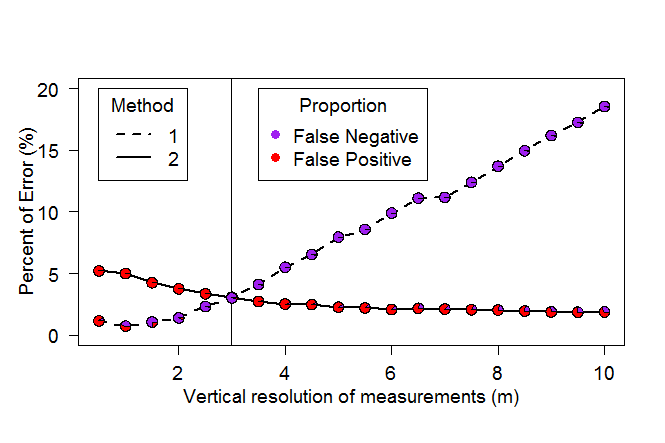 Method
1
2
Proportion
False Negative
False Positive
Percent of Error (%)
20
15
10
5
0
2
4
6
8
10
Vertical resolution of measurements (m)